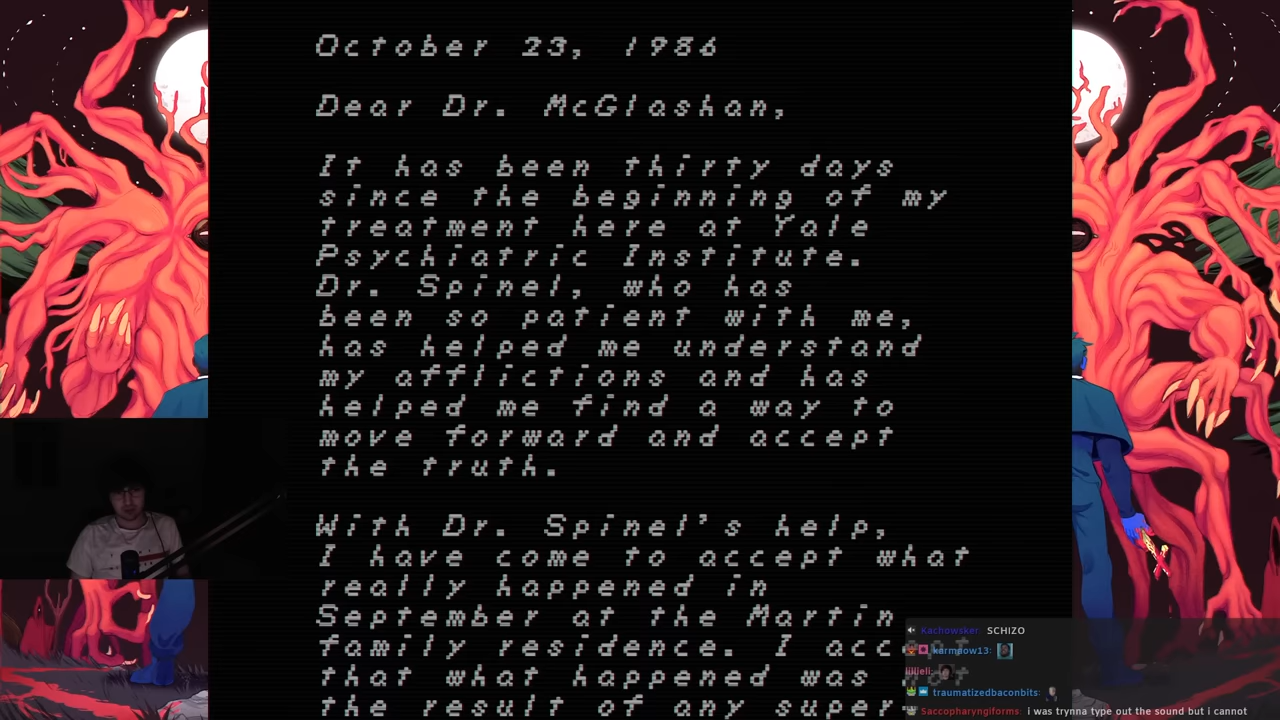 October 23, 1986
Dear Dr. McGlashan,
It has been thirty days
since the beginning of my
treatment here at Yale
Psychiatric Institute.
Dr. Spinel, who has
been so patient with me,
has helped me understand
my afflictions and has
helped me find a way to
move forward and accept
the truth.
With Dr. Spinel's help,
I have come to accept what
really happened in
September at the Martin
family residence. I
that what happened was
the result of any super
Kachowsker: SCHIZO
karmaow13:
traumatizedbaconbits:
Saccopharyngiforms: i was trynna type out the sound but i cannot